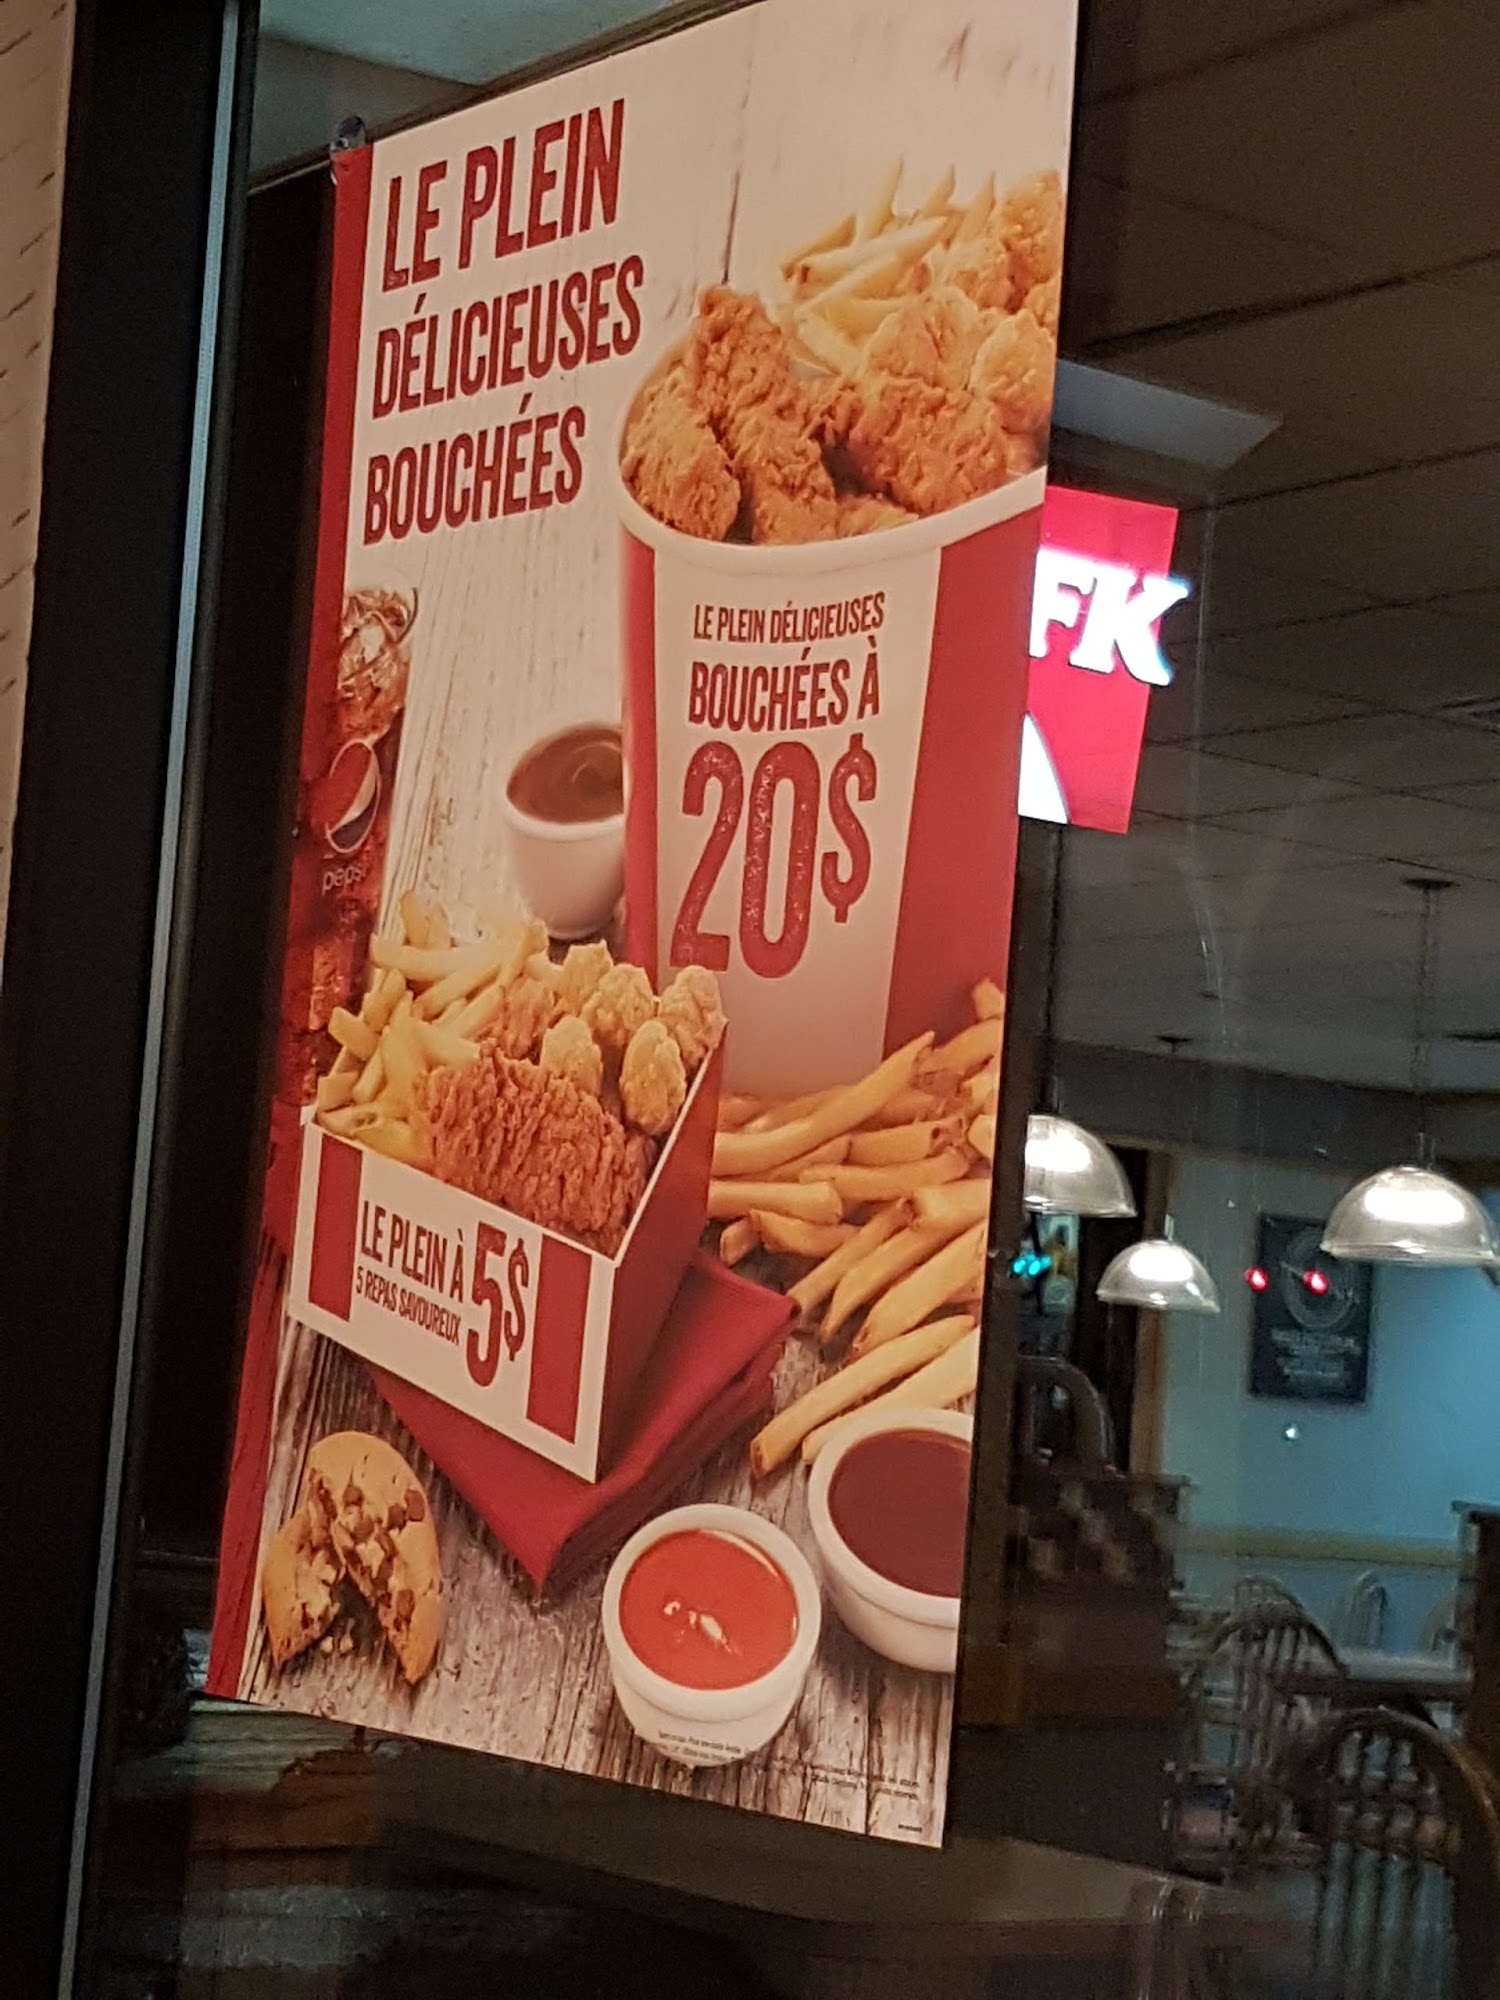 LE PLEIN
DÉLICIEUSES
BOUCHÉES
LE PLEIN DÉLICIEUSES
BOUCHÉES À
20$
pepsi
FK
LE PLEIN À
5 REPAS SAVOUREUX
5$